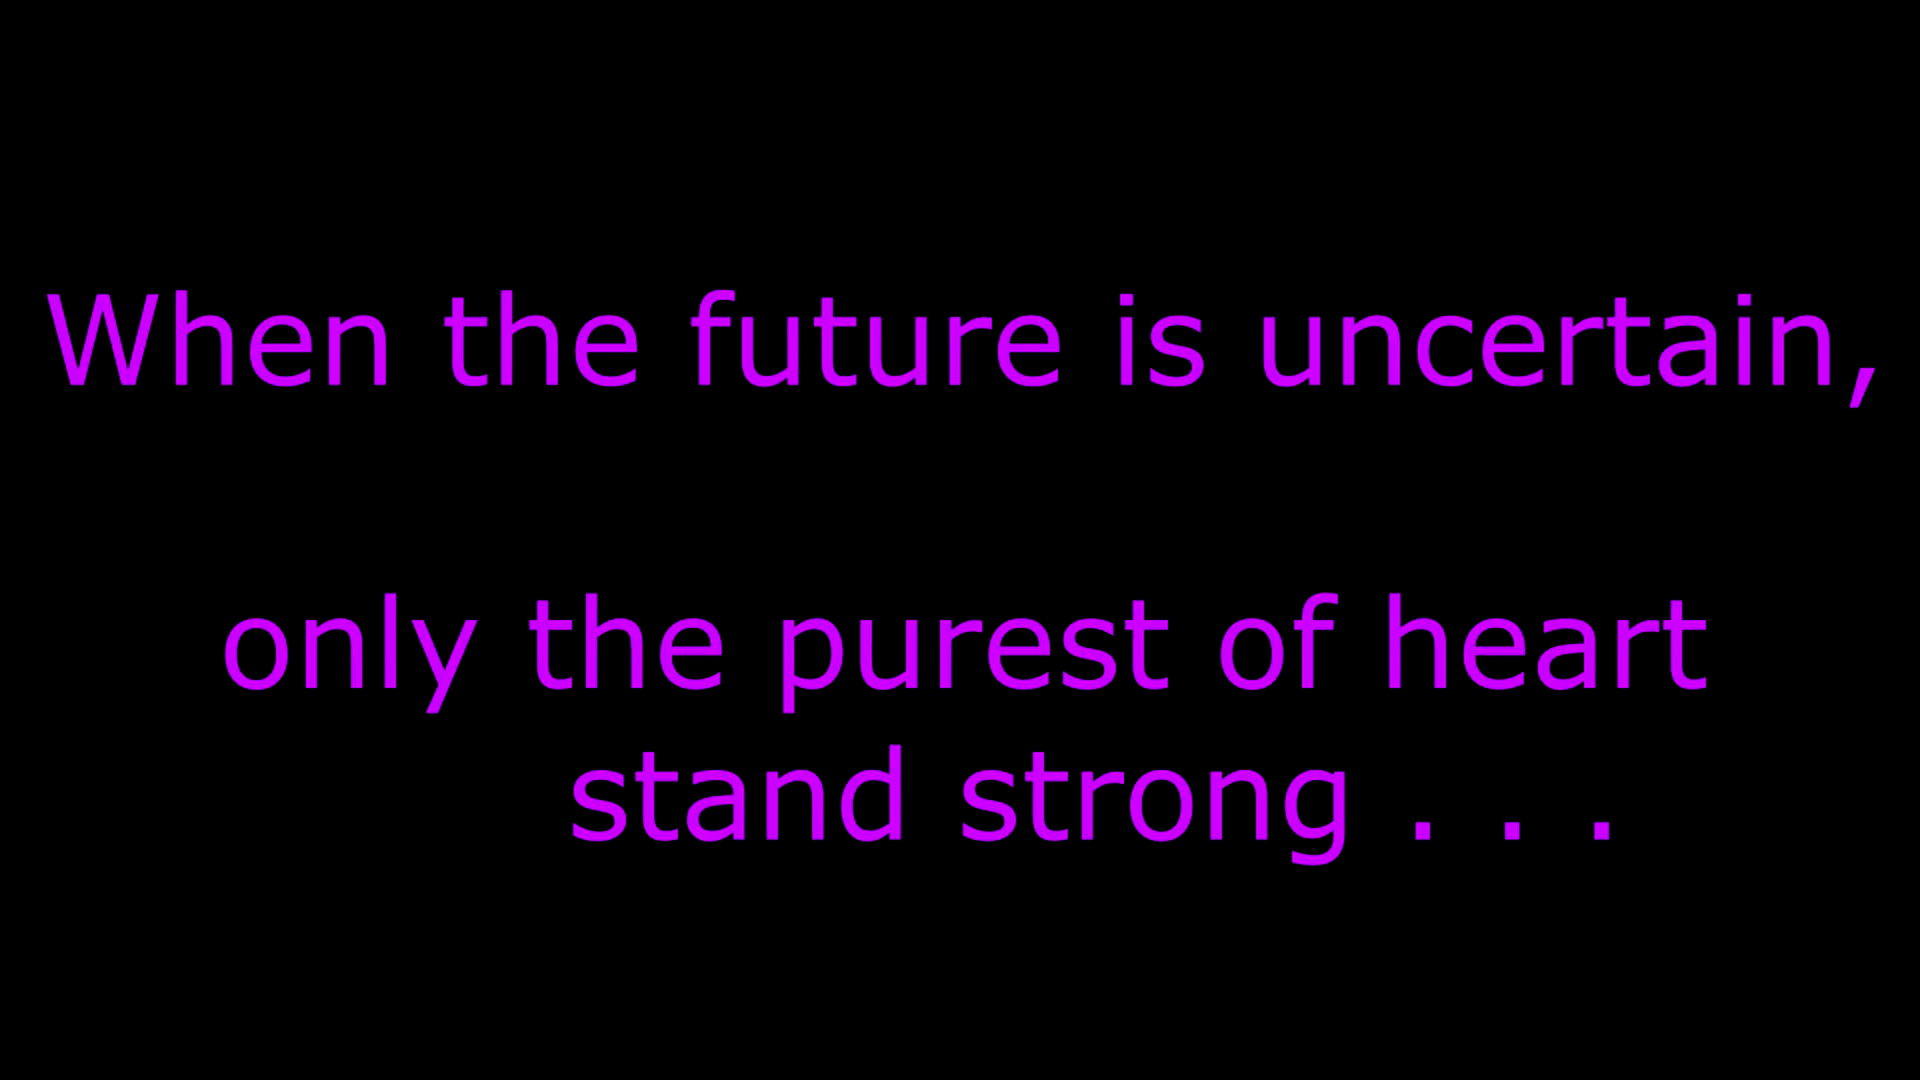 When the future is uncertain,
only the purest of heart
stand strong . . .